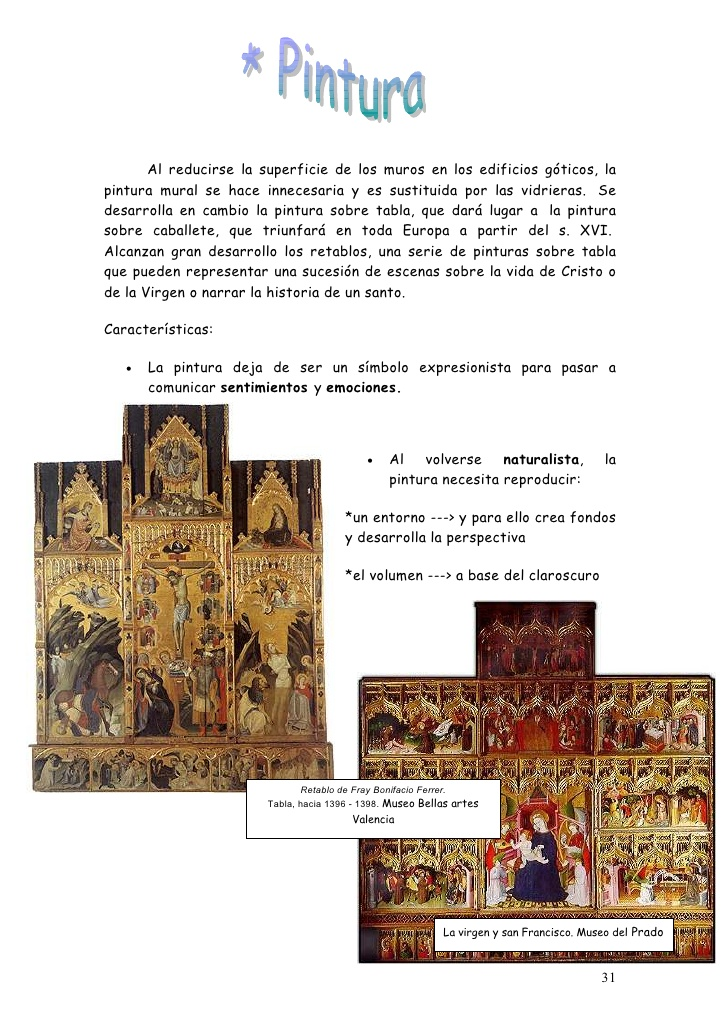 * Pintura
Al reducirse la superficie de los muros en los edificios góticos, la
pintura mural se hace innecesaria y es sustituida por las vidrieras. Se
desarrolla en cambio la pintura sobre tabla, que dará lugar a la pintura
sobre caballete, que triunfará en toda Europa a partir del s. XVI.
Alcanzan gran desarrollo los retablos, una serie de pinturas sobre tabla
que pueden representar una sucesión de escenas sobre la vida de Cristo o
de la Virgen o narrar la historia de un santo.
Características:
• La pintura deja de ser un símbolo expresionista para pasar a
comunicar sentimientos y emociones.
• Al volverse naturalista, la
pintura necesita reproducir:
*un entorno ---> y para ello crea fondos
y desarrolla la perspectiva
*el volumen ---> a base del claroscuro
Retablo de Fray Bonifacio Ferrer.
Tabla, hacia 1396 - 1398. Museo Bellas artes
Valencia
La virgen y san Francisco. Museo del Prado
31